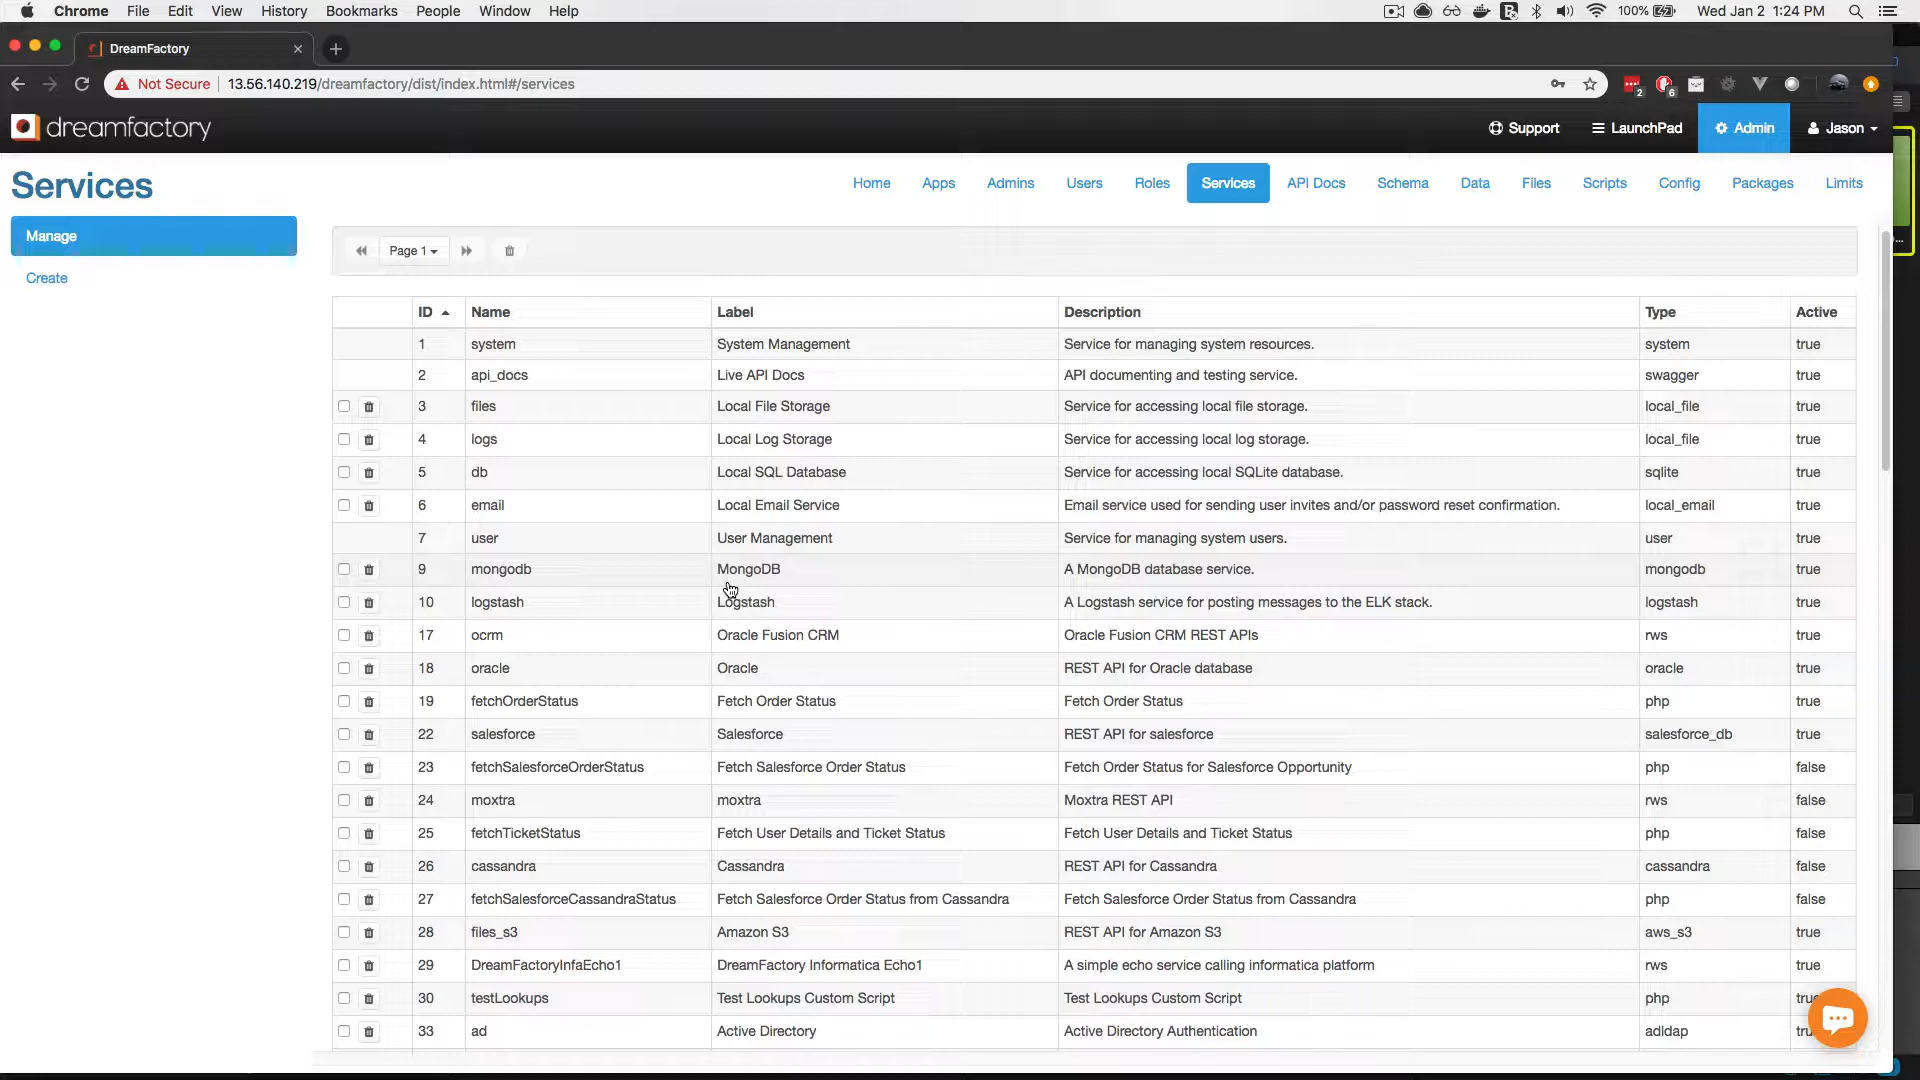 Chrome File Edit View History Bookmarks People Window Help 100% Wed Jan 2 1:24 PM
DreamFactory
Not Secure 13.56.140.219/dreamfactory/dist/index.html#/services 2 6
dreamfactory Support LaunchPad Admin Jason
Services Home Apps Admins Users Roles Services API Docs Schema Data Files Scripts Config Packages Limits
Manage
Create
Page 1
ID Name Label Description Type Active
1 system System Management Service for managing system resources. system true
2 api_docs Live API Docs API documenting and testing service. swagger true
3 files Local File Storage Service for accessing local file storage. local_file true
4 logs Local Log Storage Service for accessing local log storage. local_file true
5 db Local SQL Database Service for accessing local SQLite database. sqlite true
6 email Local Email Service Email service used for sending user invites and/or password reset confirmation. local_email true
7 user User Management Service for managing system users. user true
9 mongodb MongoDB A MongoDB database service. mongodb true
10 logstash Logstash A Logstash service for posting messages to the ELK stack. logstash true
17 ocrm Oracle Fusion CRM Oracle Fusion CRM REST APIs rws true
18 oracle Oracle REST API for Oracle database oracle true
19 fetchOrderStatus Fetch Order Status Fetch Order Status php true
22 salesforce Salesforce REST API for salesforce salesforce_db true
23 fetchSalesforceOrderStatus Fetch Salesforce Order Status Fetch Order Status for Salesforce Opportunity php false
24 moxtra moxtra Moxtra REST API rws false
25 fetchTicketStatus Fetch User Details and Ticket Status Fetch User Details and Ticket Status php false
26 cassandra Cassandra REST API for Cassandra cassandra false
27 fetchSalesforceCassandraStatus Fetch Salesforce Order Status from Cassandra Fetch Salesforce Order Status from Cassandra php false
28 files_s3 Amazon S3 REST API for Amazon S3 aws_s3 true
29 DreamFactoryInfaEcho1 DreamFactory Informatica Echo1 A simple echo service calling informatica platform rws true
30 testLookups Test Lookups Custom Script Test Lookups Custom Script php true
33 ad Active Directory Active Directory Authentication adldap tru